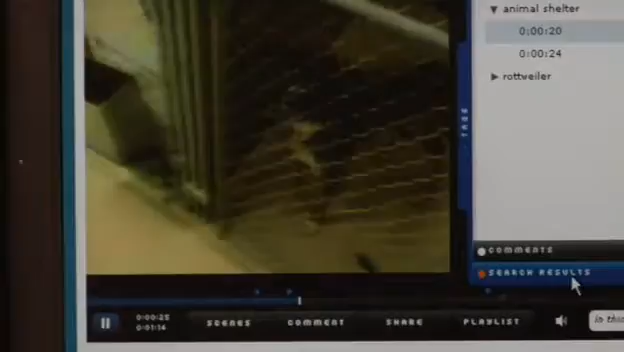 animal shelter
0:00:20
0:00:24
rottweiler
TAGS
COMMENTS
SEARCH RESULTS
0:00:25
0:01:14
SCENES
COMMENT
SHARE
PLAYLIST